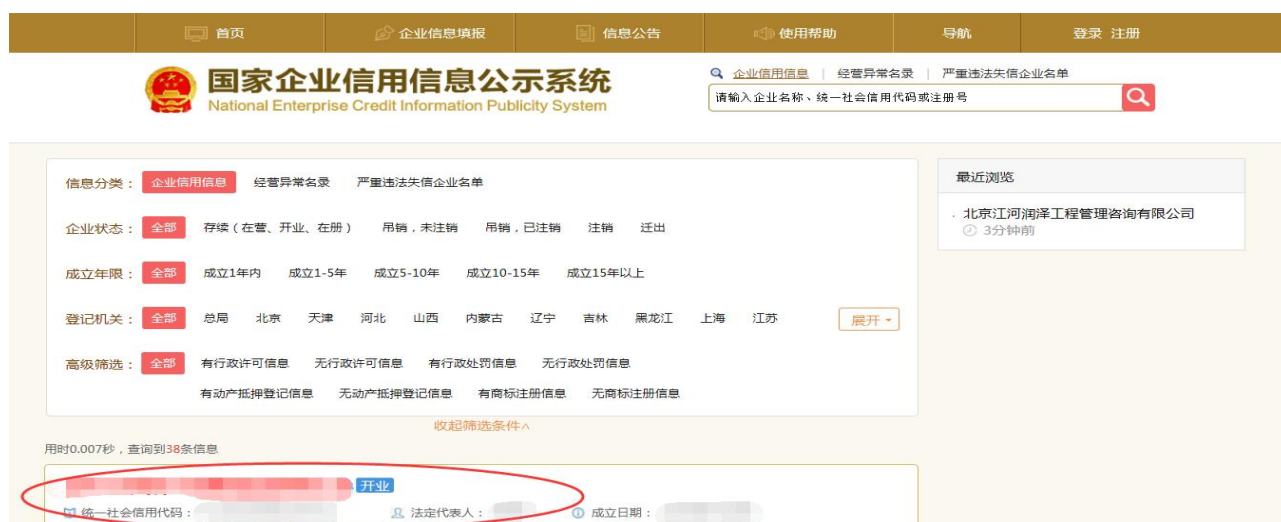 首页 企业信息填报 信息公告 使用帮助 导航 登录 注册
国家企业信用信息公示系统
National Enterprise Credit Information Publicity System
企业信用信息 | 经营异常名录 | 严重违法失信企业名单
请输入企业名称、统一社会信用代码或注册号
信息分类： 企业信用信息 经营异常名录 严重违法失信企业名单
企业状态： 全部 存续（在营、开业、在册） 吊销，未注销 吊销，已注销 注销 迁出
成立年限： 全部 成立1年内 成立1-5年 成立5-10年 成立10-15年 成立15年以上
登记机关： 全部 总局 北京 天津 河北 山西 内蒙古 辽宁 吉林 黑龙江 上海 江苏 展开
高级筛选： 全部 有行政许可信息 无行政许可信息 有行政处罚信息 无行政处罚信息
有动产抵押登记信息 无动产抵押登记信息 有商标注册信息 无商标注册信息
收起筛选条件
最近浏览
北京江河润泽工程管理咨询有限公司
3分钟前
用时0.007秒，查询到38条信息
开业
统一社会信用代码： 法定代表人： 成立日期：